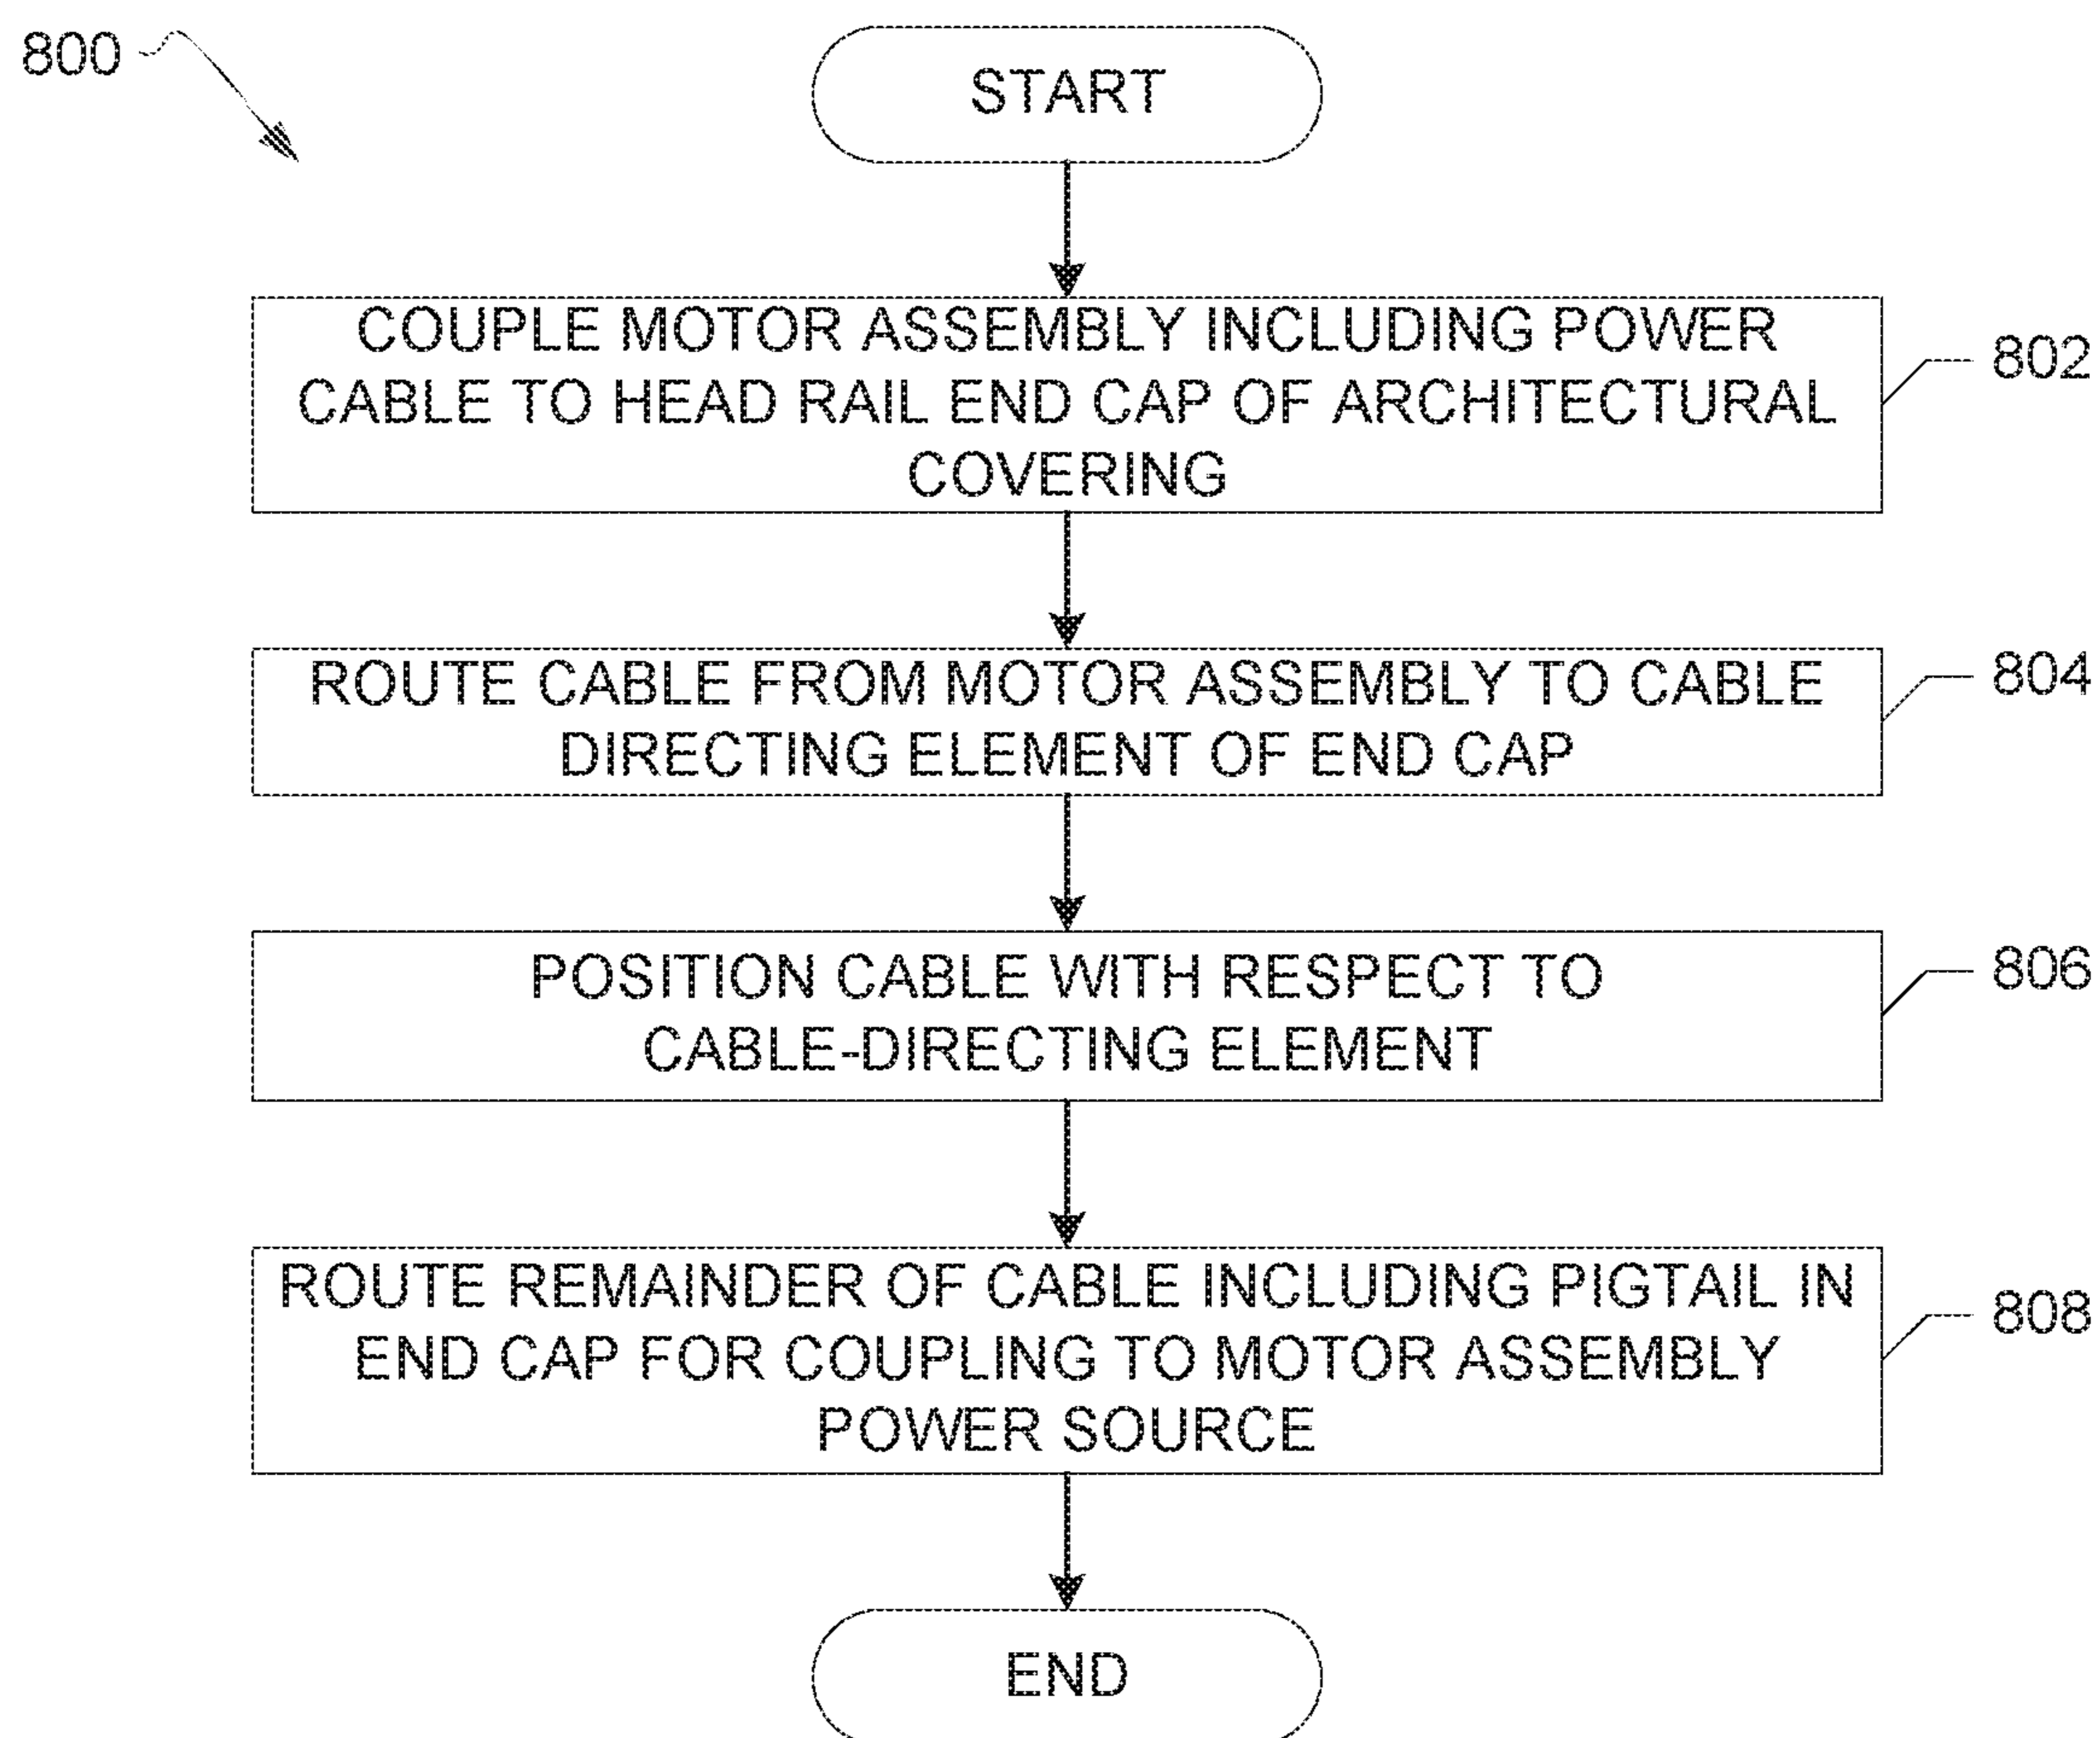 800
START
COUPLE MOTOR ASSEMBLY INCLUDING POWER
CABLE TO HEAD RAIL END CAP OF ARCHITECTURAL
COVERING
802
ROUTE CABLE FROM MOTOR ASSEMBLY TO CABLE
DIRECTING ELEMENT OF END CAP
804
POSITION CABLE WITH RESPECT TO
CABLE-DIRECTING ELEMENT
806
ROUTE REMAINDER OF CABLE INCLUDING PIGTAIL IN
END CAP FOR COUPLING TO MOTOR ASSEMBLY
POWER SOURCE
808
END